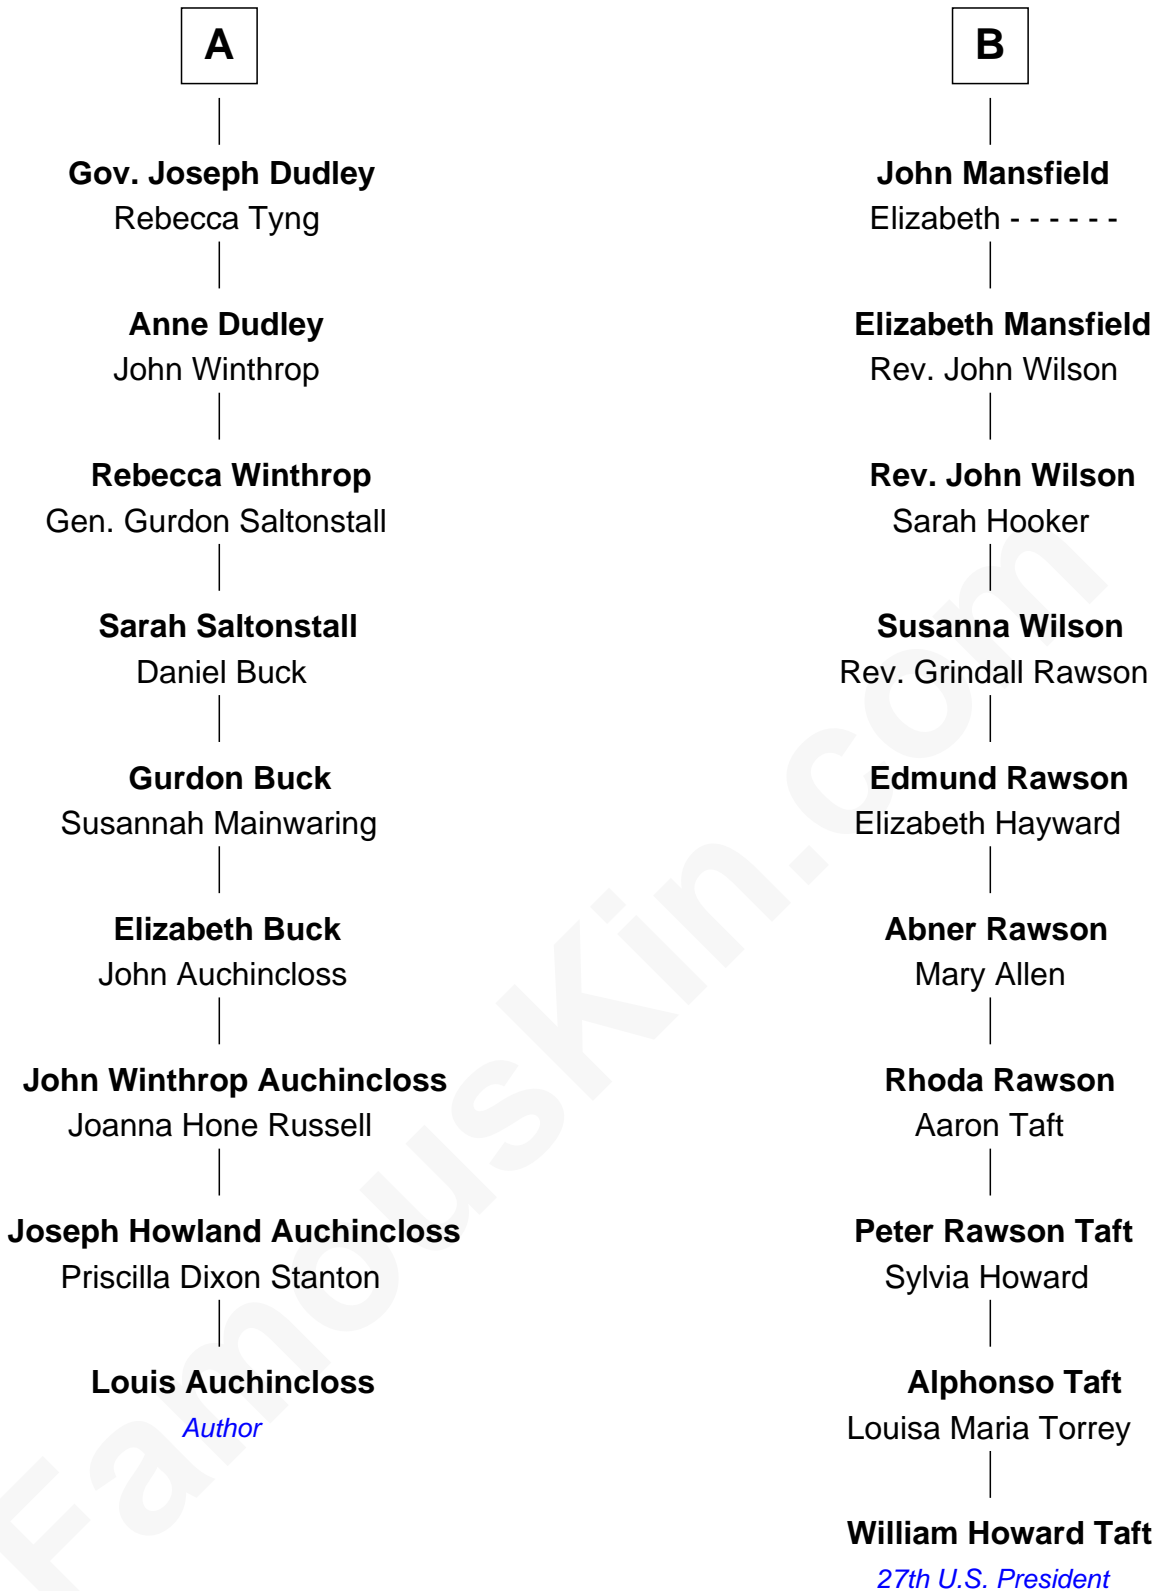 A
Gov. Joseph Dudley
Rebecca Tyng
Anne Dudley
John Winthrop
Rebecca Winthrop
Gen. Gurdon Saltonstall
Sarah Saltonstall
Daniel Buck
Gurdon Buck
Susannah Mainwaring
Elizabeth Buck
John Auchincloss
John Winthrop Auchincloss
Joanna Hone Russell
Joseph Howland Auchincloss
Priscilla Dixon Stanton
Louis Auchincloss
Author
B
John Mansfield
Elizabeth - - - - - -
Elizabeth Mansfield
Rev. John Wilson
Rev. John Wilson
Sarah Hooker
Susanna Wilson
Rev. Grindall Rawson
Edmund Rawson
Elizabeth Hayward
Abner Rawson
Mary Allen
Rhoda Rawson
Aaron Taft
Peter Rawson Taft
Sylvia Howard
Alphonso Taft
Louisa Maria Torrey
William Howard Taft
27th U.S. President
FamousKin.com